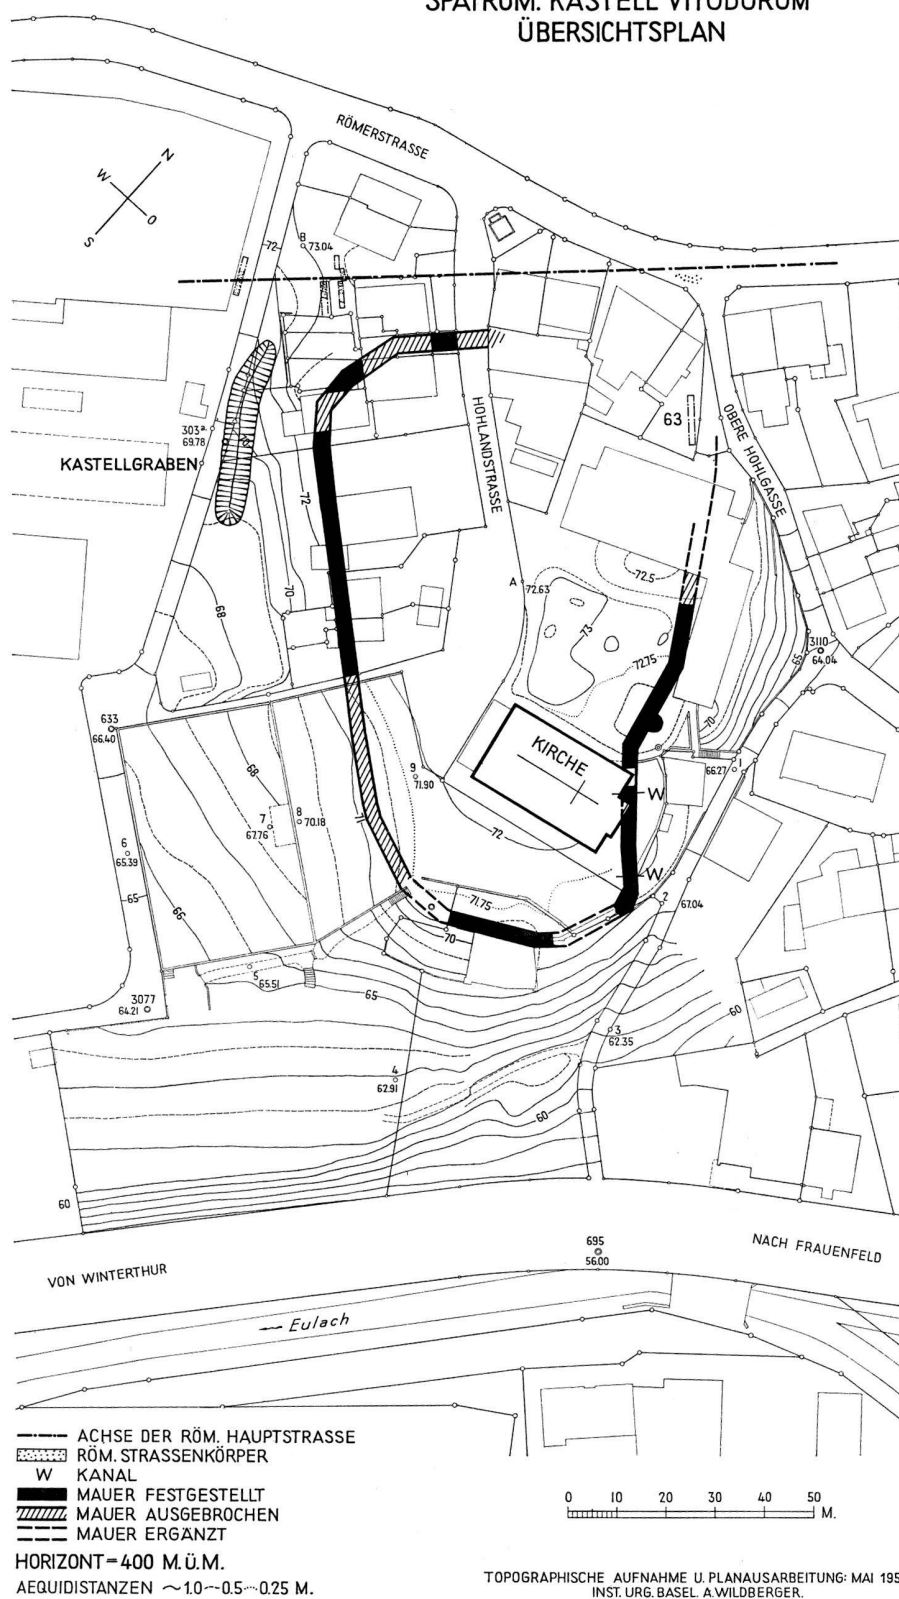 SPÄTRÖM. KASTELL VITUDURUM
ÜBERSICHTSPLAN
RÖMERSTRASSE
N
W
O
S
72
8
73.04
303ª
69.78
70
KASTELLGRABEN
HOHLANDSTRASSE
63
OBERE HOHLGASSE
72
70
68
A
72.63
72.5
73
72.75
3110
64.04
65
633
66.40
70
KIRCHE
66.27
1
68
9
71.90
W
7
67.76
8
70.18
71
72
6
65.39
65
66
W
71.75
2
67.04
70
5
65.51
65
3077
64.21
3
62.35
60
4
62.91
60
60
695
56.00
NACH FRAUENFELD
VON WINTERTHUR
Eulach
ACHSE DER RÖM. HAUPTSTRASSE
RÖM. STRASSENKÖRPER
W KANAL
MAUER FESTGESTELLT
MAUER AUSGEBROCHEN
MAUER ERGÄNZT
HORIZONT=400 M.Ü.M.
AEQUIDISTANZEN ~1.0--0.5···0.25 M.
0 10 20 30 40 50 M.
TOPOGRAPHISCHE AUFNAHME U. PLANAUSARBEITUNG: MAI 195
INST. URG. BASEL. A.WILDBERGER.